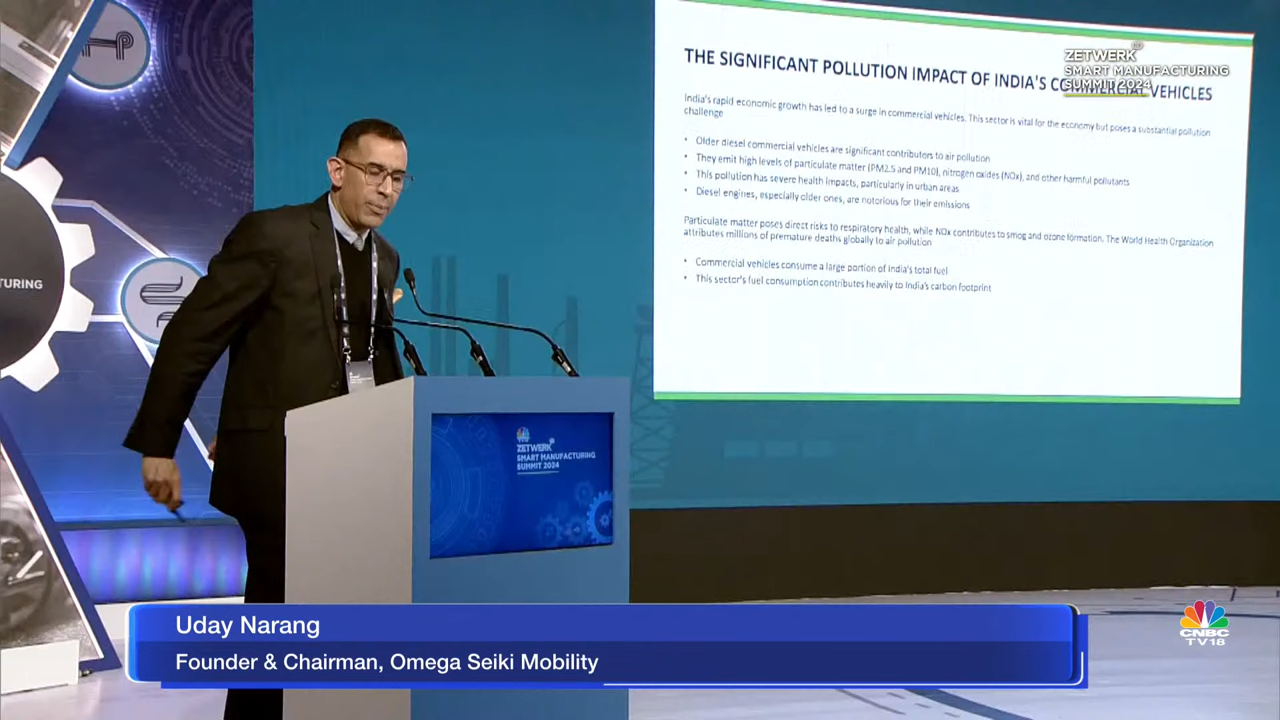 THE SIGNIFICANT POLLUTION IMPACT OF INDIA'S COMMERCIAL VEHICLES
ZETWERK
SMART MANUFACTURING
SUMMIT 2024
India's rapid economic growth has led to a surge in commercial vehicles. This sector is vital for the economy but poses a substantial pollution
challenge
• Older diesel commercial vehicles are significant contributors to air pollution
• They emit high levels of particulate matter (PM2.5 and PM10), nitrogen oxides (NOx), and other harmful pollutants
• This pollution has severe health impacts, particularly in urban areas
• Diesel engines, especially older ones, are notorious for their emissions
Particulate matter poses direct risks to respiratory health, while NOx contributes to smog and ozone formation. The World Health Organization
attributes millions of premature deaths globally to air pollution
• Commercial vehicles consume a large portion of India's total fuel
• This sector's fuel consumption contributes heavily to India's carbon footprint
TURING
ZETWERK
SMART MANUFACTURING
SUMMIT 2024
Uday Narang
Founder & Chairman, Omega Seiki Mobility
CNBC
TV18